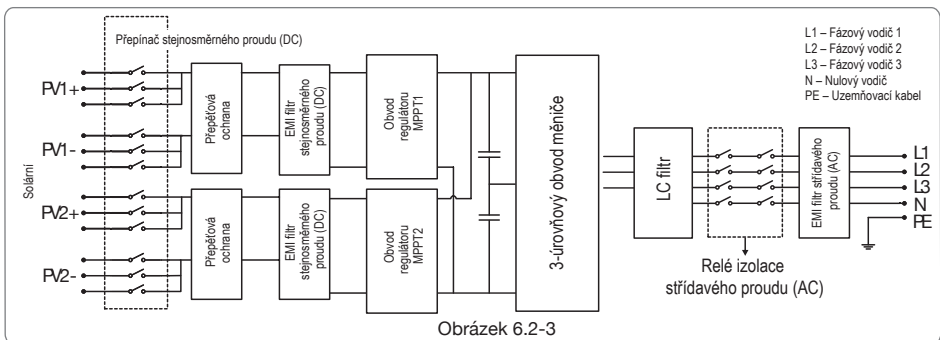 Přepínač stejnosměrného proudu (DC)
Solární
PV1+
PV1-
PV2+
PV2-
Přepěťová
ochrana
Přepěťová
ochrana
EMI filtr
stejnosměrného
proudu (DC)
EMI filtr
stejnosměrného
proudu (DC)
Obvod
regulátoru
MPPT1
Obvod
regulátoru
MPPT2
3-úrovňový obvod měniče
LC filtr
Relé izolace
střídavého proudu (AC)
EMI filtr střídavého
proudu (AC)
L1
L2
L3
N
PE
L1 – Fázový vodič 1
L2 – Fázový vodič 2
L3 – Fázový vodič 3
N – Nulový vodič
PE – Uzemňovací kabel
Obrázek 6.2-3